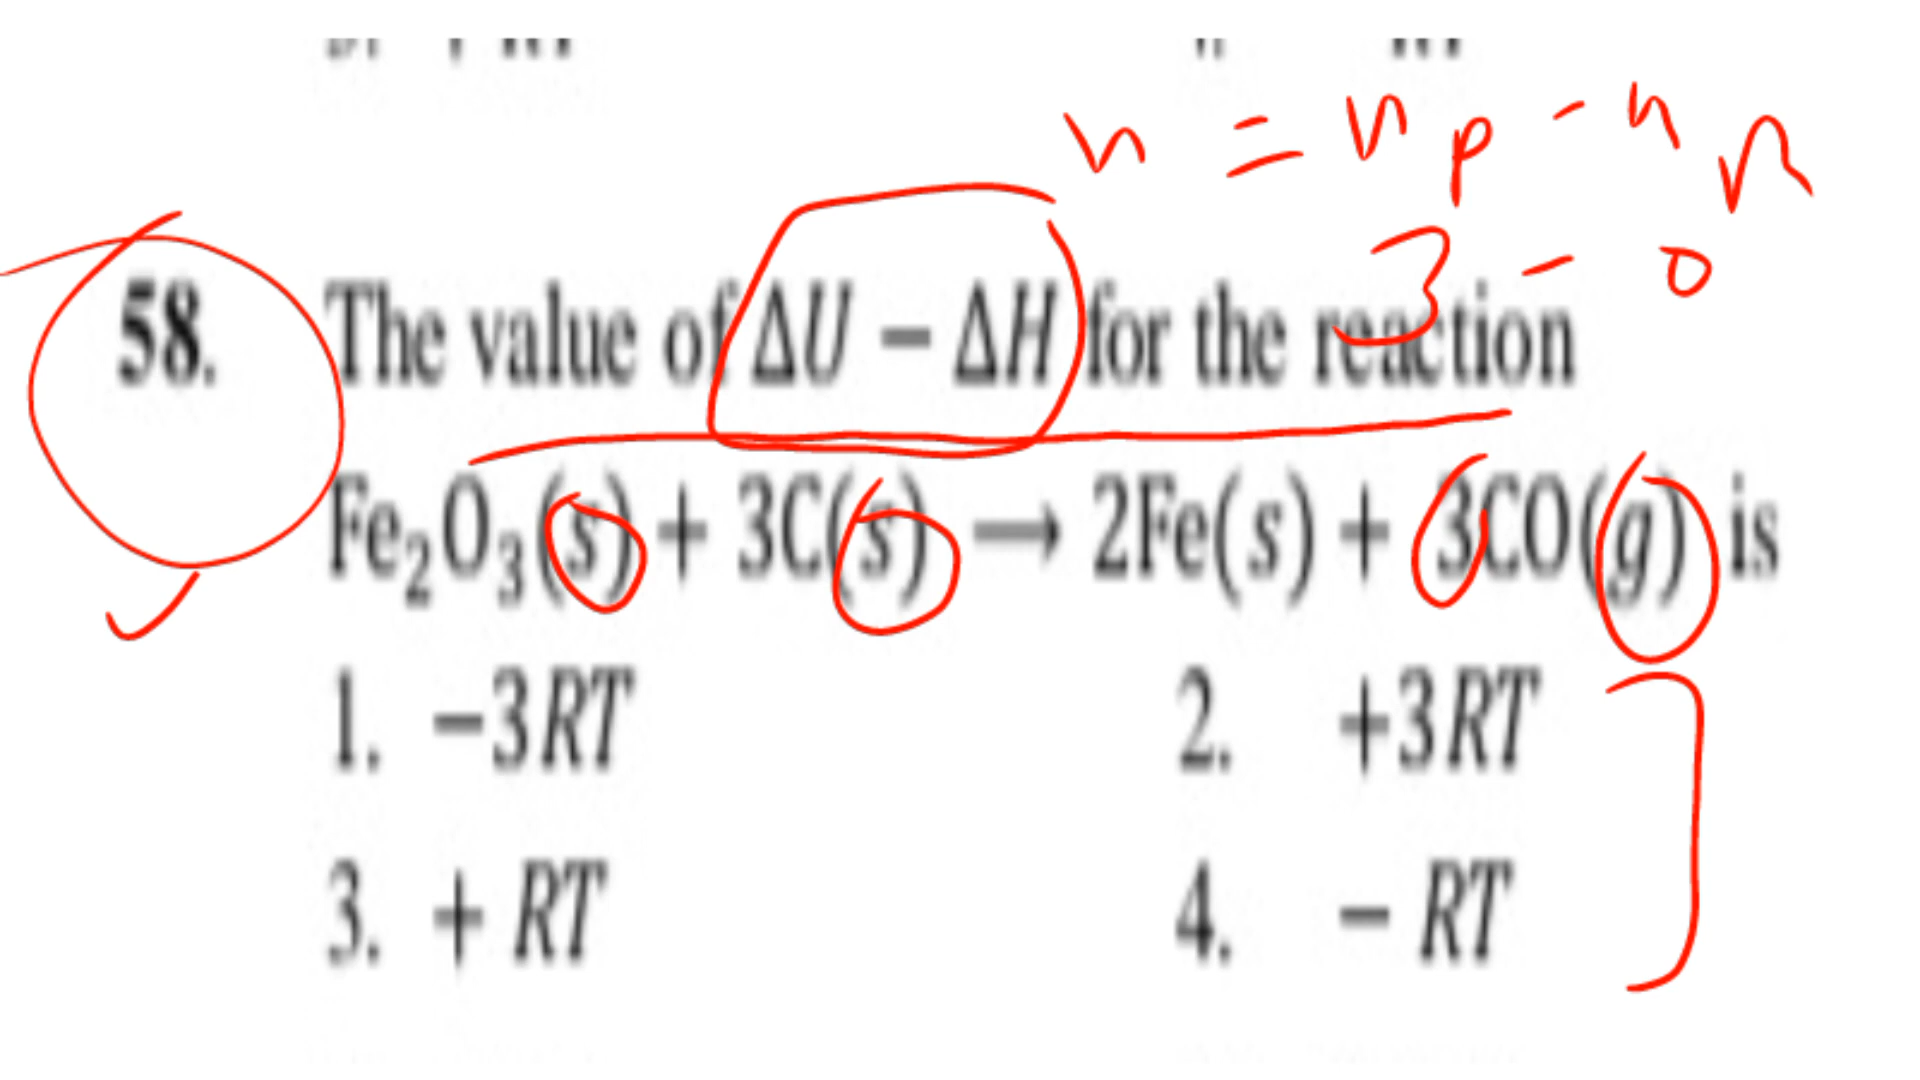 n = np - nR
3 - 0
58. The value of ΔU − ΔH for the reaction
Fe₂O₃(s) + 3C(s) ⟶ 2Fe(s) + 3CO(g) is
1. −3RT 2. +3RT
3. + RT 4. − RT